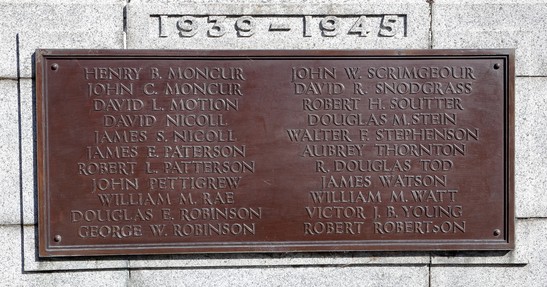 1939–1945
HENRY B. MONCUR
JOHN C. MONCUR
DAVID L. MOTION
DAVID NICOLL
JAMES S. NICOLL
JAMES E. PATERSON
ROBERT L. PATTERSON
JOHN PETTIGREW
WILLIAM M. RAE
DOUGLAS E. ROBINSON
GEORGE W. ROBINSON
JOHN W. SCRIMGEOUR
DAVID R. SNODGRASS
ROBERT H. SOUTTER
DOUGLAS M. STEIN
WALTER F. STEPHENSON
AUBREY THORNTON
R. DOUGLAS TOD
JAMES WATSON
WILLIAM M. WATT
VICTOR J. B. YOUNG
ROBERT ROBERTSON